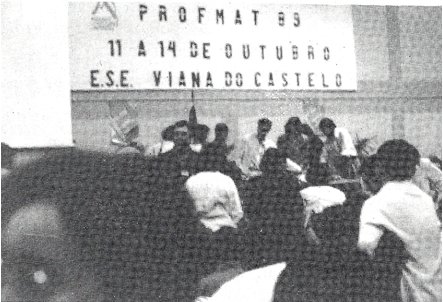 PROFMAT 89
11 A 14 DE OUTUBRO
E.S.E. VIANA DO CASTELO